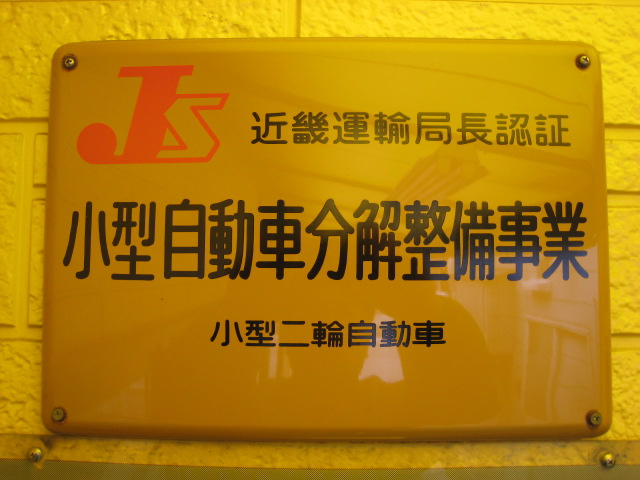 JS 近畿運輸局長認証
小型自動車分解整備事業
小型二輪自動車